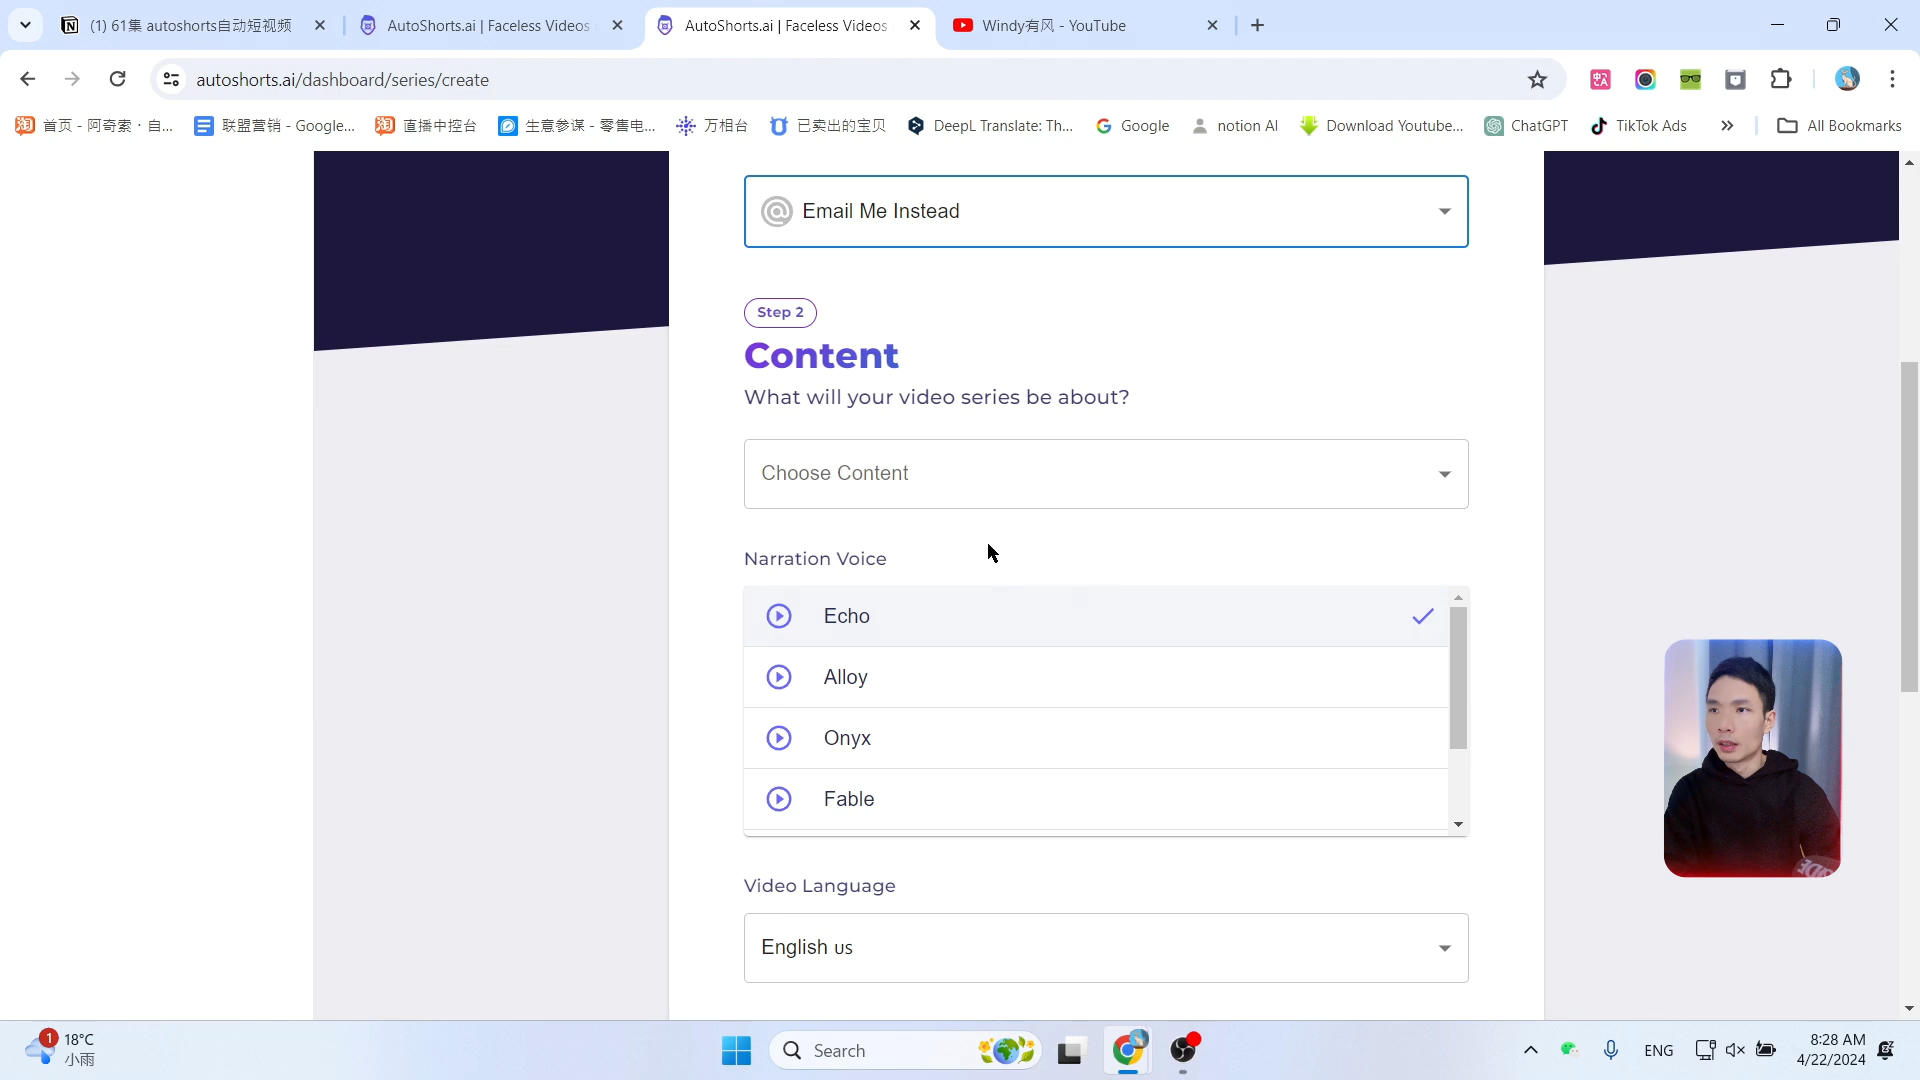 (1) 61集 autoshorts自动短视频
AutoShorts.ai | Faceless Videos
AutoShorts.ai | Faceless Videos
Windy有风 - YouTube
autoshorts.ai/dashboard/series/create
首页 - 阿奇索 · 自...
联盟营销 - Google...
直播中控台
生意参谋 - 零售电...
万相台
已卖出的宝贝
DeepL Translate: Th...
Google
notion AI
Download Youtube...
ChatGPT
TikTok Ads
All Bookmarks
Email Me Instead
Step 2
Content
What will your video series be about?
Choose Content
Narration Voice
Echo
Alloy
Onyx
Fable
Video Language
English us
1
18°C
小雨
Search
ENG
8:28 AM
4/22/2024